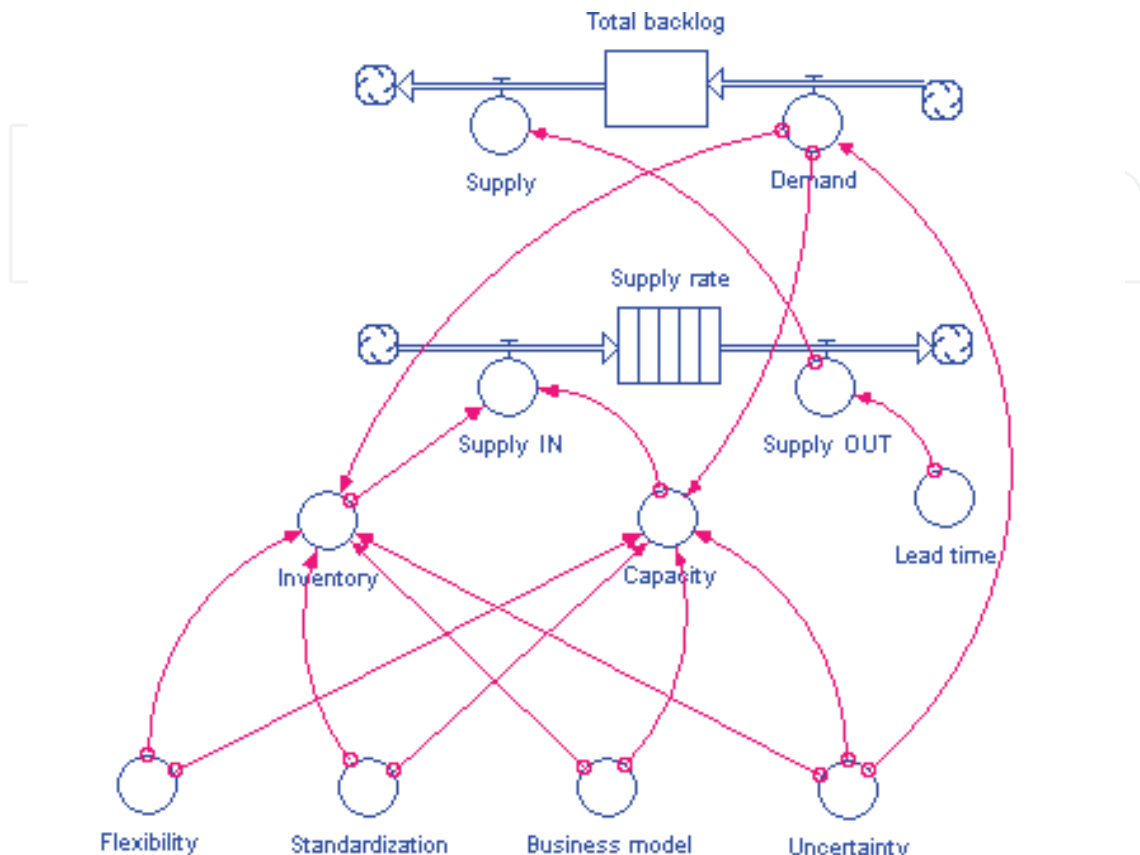 Total backlog
Supply
Demand
Supply rate
Supply IN
Supply OUT
Lead time
Inventory
Capacity
Flexibility
Standardization
Business model
Uncertainty